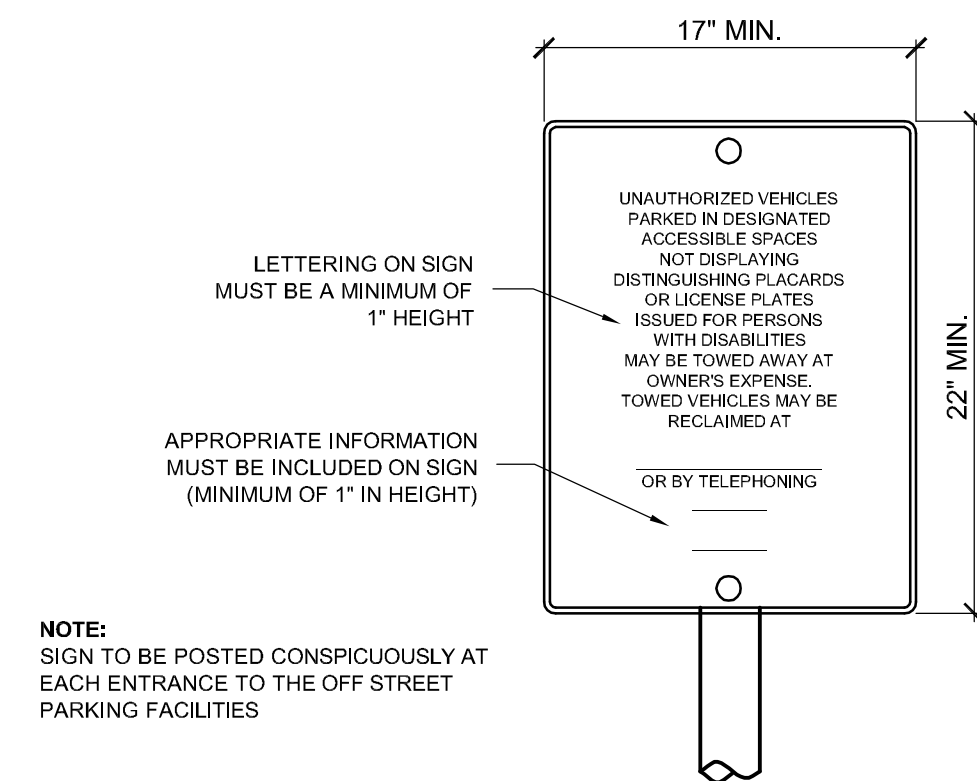 17" MIN.
UNAUTHORIZED VEHICLES
PARKED IN DESIGNATED
ACCESSIBLE SPACES
NOT DISPLAYING
DISTINGUISHING PLACARDS
OR LICENSE PLATES
ISSUED FOR PERSONS
WITH DISABILITIES
MAY BE TOWED AWAY AT
OWNER'S EXPENSE.
TOWED VEHICLES MAY BE
RECLAIMED AT
OR BY TELEPHONING
22" MIN.
LETTERING ON SIGN
MUST BE A MINIMUM OF
1" HEIGHT
APPROPRIATE INFORMATION
MUST BE INCLUDED ON SIGN
(MINIMUM OF 1" IN HEIGHT)
NOTE:
SIGN TO BE POSTED CONSPICUOUSLY AT
EACH ENTRANCE TO THE OFF STREET
PARKING FACILITIES